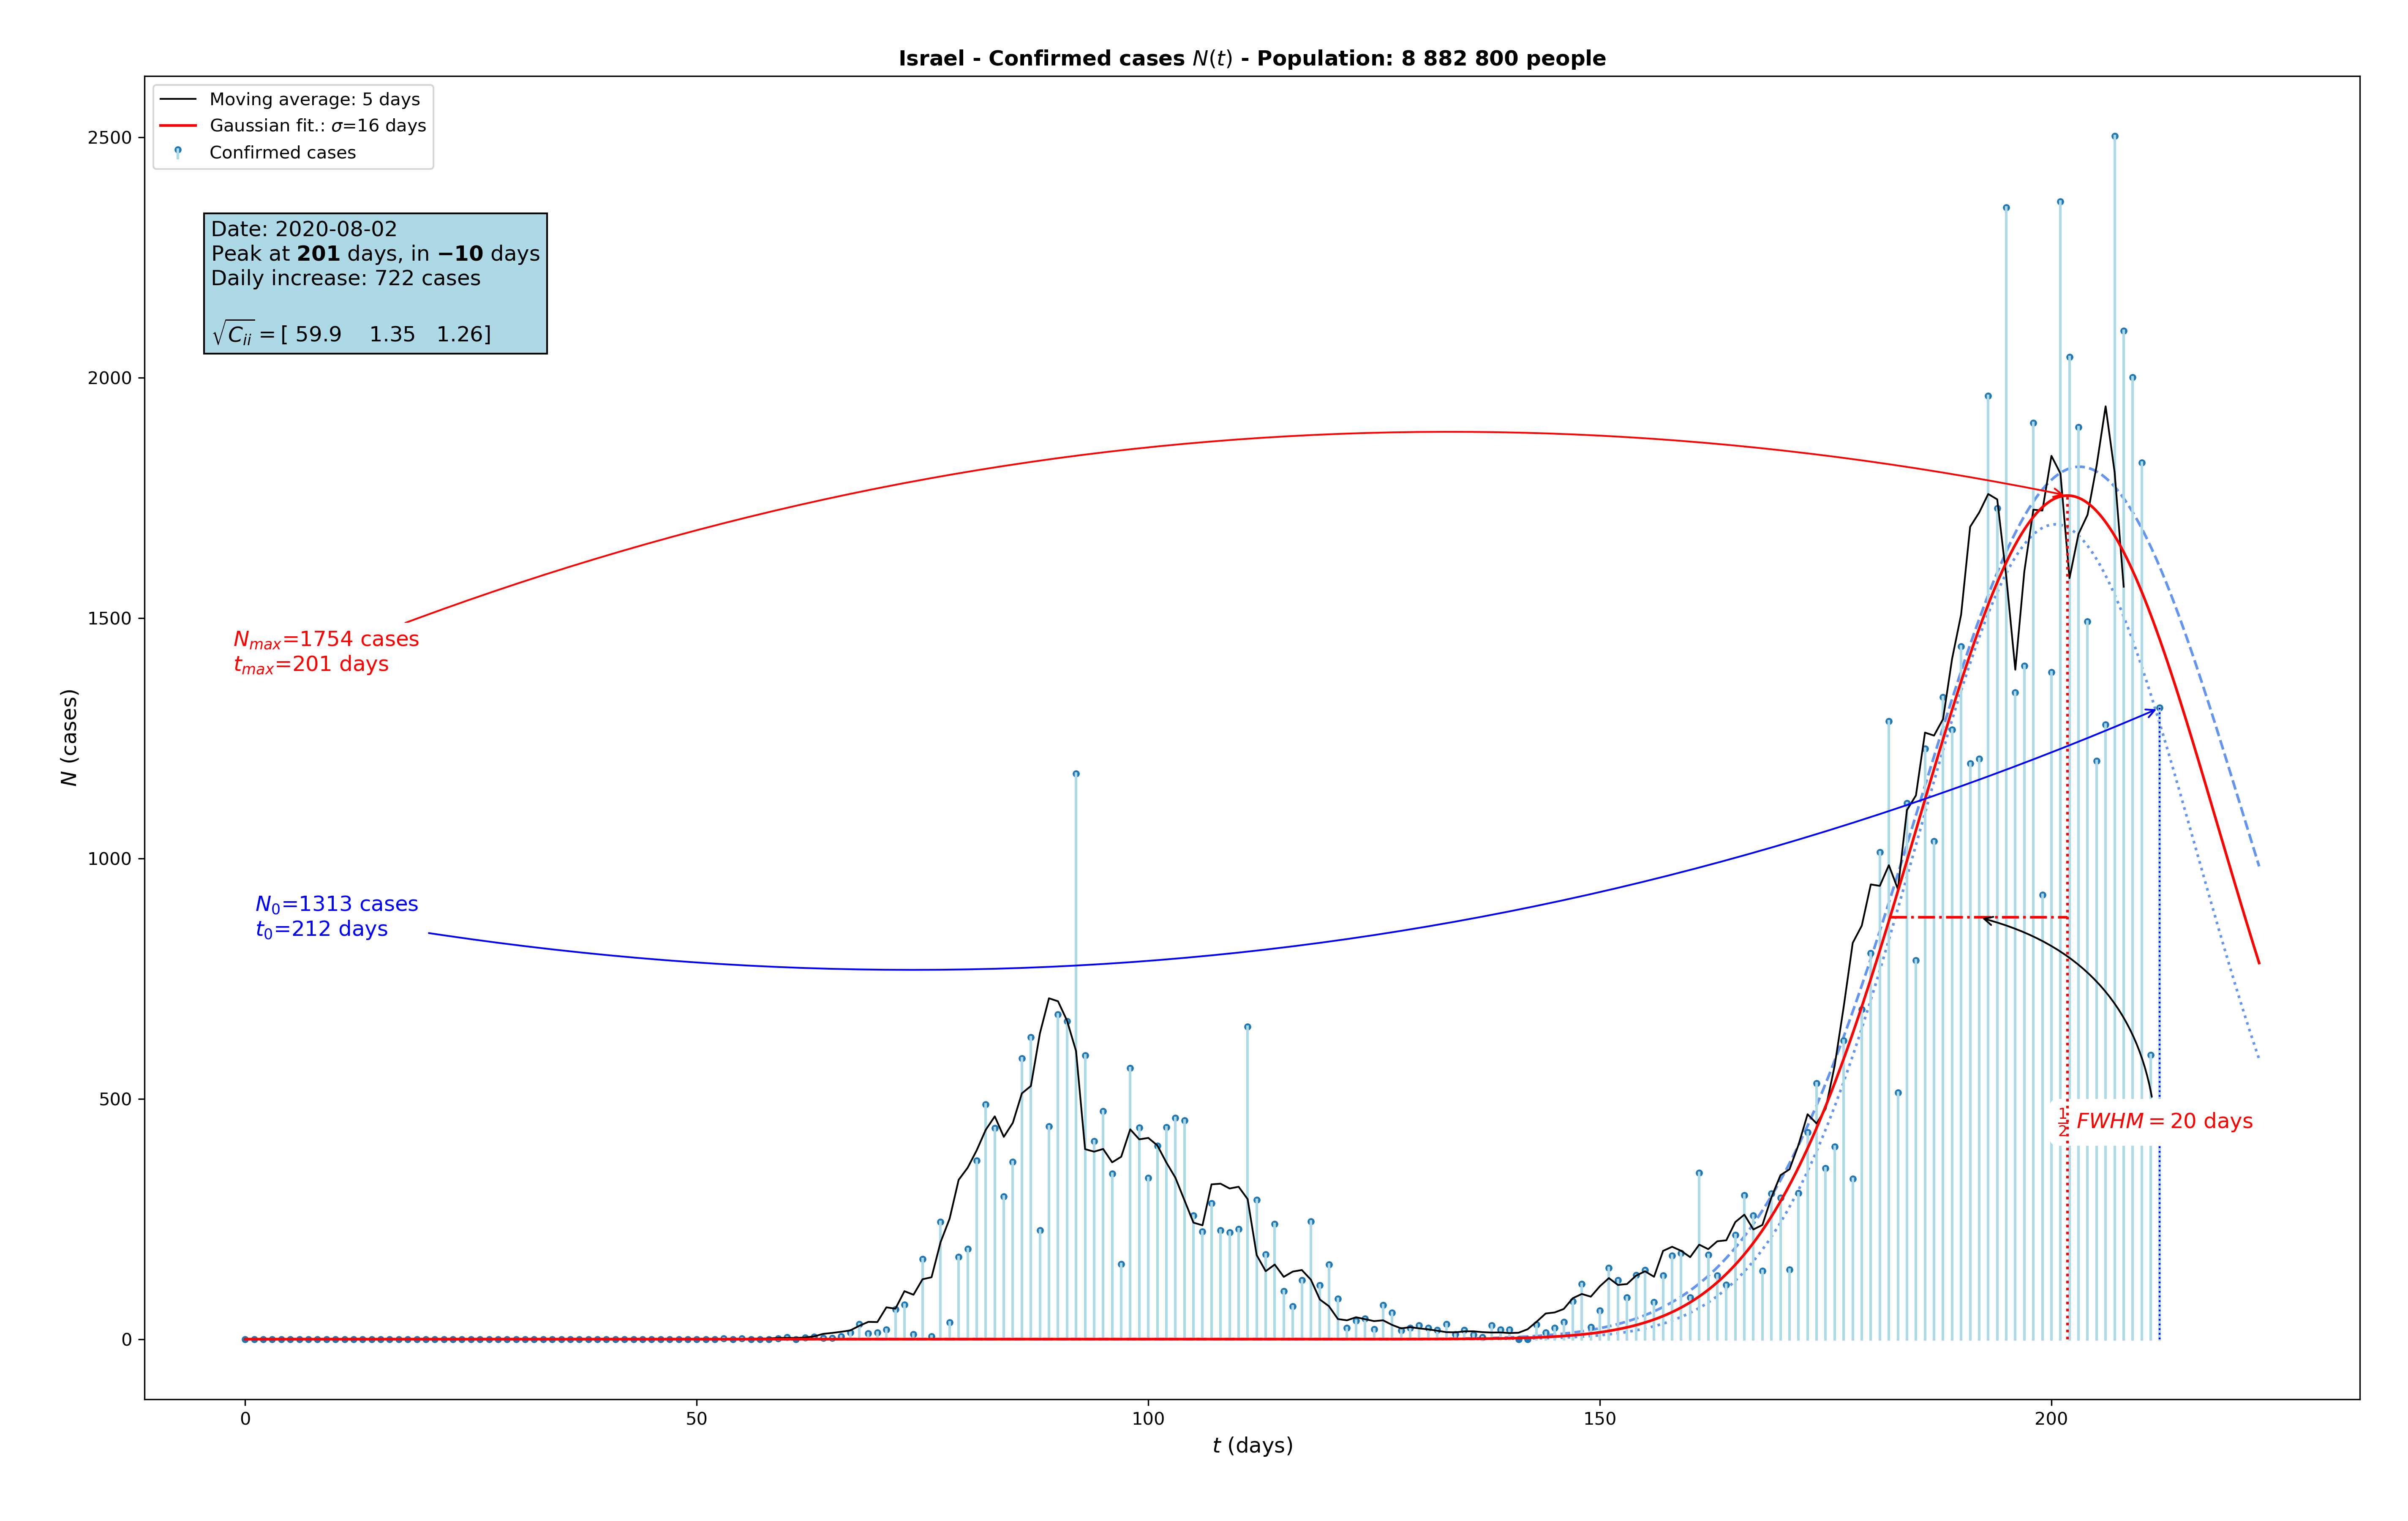 Israel - Confirmed cases N(t) - Population: 8 882 800 people
Moving average: 5 days
Gaussian fit.: σ=16 days
Confirmed cases
Date: 2020-08-02
Peak at 201 days, in −10 days
Daily increase: 722 cases
√Cᵢᵢ = [ 59.9 1.35 1.26]
N_max=1754 cases
t_max=201 days
N₀=1313 cases
t₀=212 days
½ FWHM = 20 days
N (cases)
2500
2000
1500
1000
500
0
0 50 100 150 200
t (days)